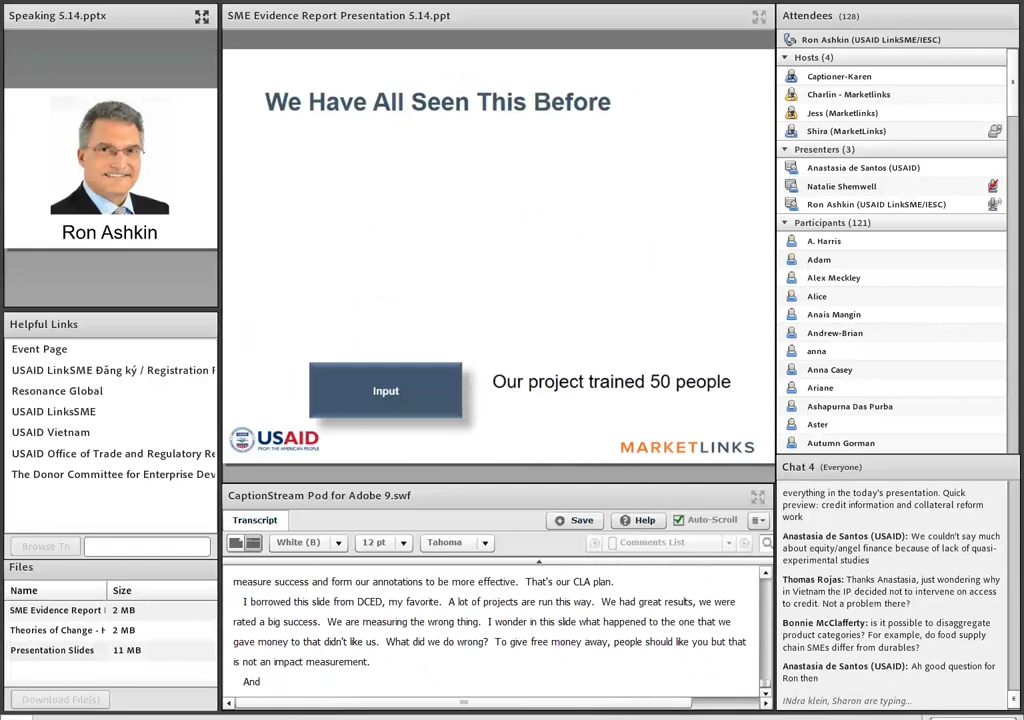 Speaking 5.14.pptx
Ron Ashkin
Helpful Links
Event Page
USAID LinkSME Đăng ký / Registration F
Resonance Global
USAID LinksSME
USAID Vietnam
USAID Office of Trade and Regulatory Re
The Donor Committee for Enterprise Dev
Browse To
Files
Name Size
SME Evidence Report 2 MB
Theories of Change - H 2 MB
Presentation Slides 11 MB
Download File(s)
SME Evidence Report Presentation 5.14.ppt
We Have All Seen This Before
Input
Our project trained 50 people
USAID
FROM THE AMERICAN PEOPLE
MARKETLINKS
CaptionStream Pod for Adobe 9.swf
Transcript
Save
Help
Auto-Scroll
White (B) 12 pt Tahoma Comments List
measure success and form our annotations to be more effective. That's our CLA plan.
I borrowed this slide from DCED, my favorite. A lot of projects are run this way. We had great results, we were
rated a big success. We are measuring the wrong thing. I wonder in this slide what happened to the one that we
gave money to that didn't like us. What did we do wrong? To give free money away, people should like you but that
is not an impact measurement.
And
Attendees (128)
Ron Ashkin (USAID LinkSME/IESC)
Hosts (4)
Captioner-Karen
Charlin - Marketlinks
Jess (Marketlinks)
Shira (MarketLinks)
Presenters (3)
Anastasia de Santos (USAID)
Natalie Shemwell
Ron Ashkin (USAID LinkSME/IESC)
Participants (121)
A. Harris
Adam
Alex Meckley
Alice
Anais Mangin
Andrew-Brian
anna
Anna Casey
Ariane
Ashapurna Das Purba
Aster
Autumn Gorman
Chat 4 (Everyone)
everything in the today's presentation. Quick
preview: credit information and collateral reform
work
Anastasia de Santos (USAID): We couldn't say much
about equity/angel finance because of lack of quasi-
experimental studies
Thomas Rojas: Thanks Anastasia, just wondering why
in Vietnam the IP decided not to intervene on access
to credit. Not a problem there?
Bonnie McClafferty: is it possible to disaggregate
product categories? For example, do food supply
chain SMEs differ from durables?
Anastasia de Santos (USAID): Ah good question for
Ron then
INdra klein, Sharon are typing...